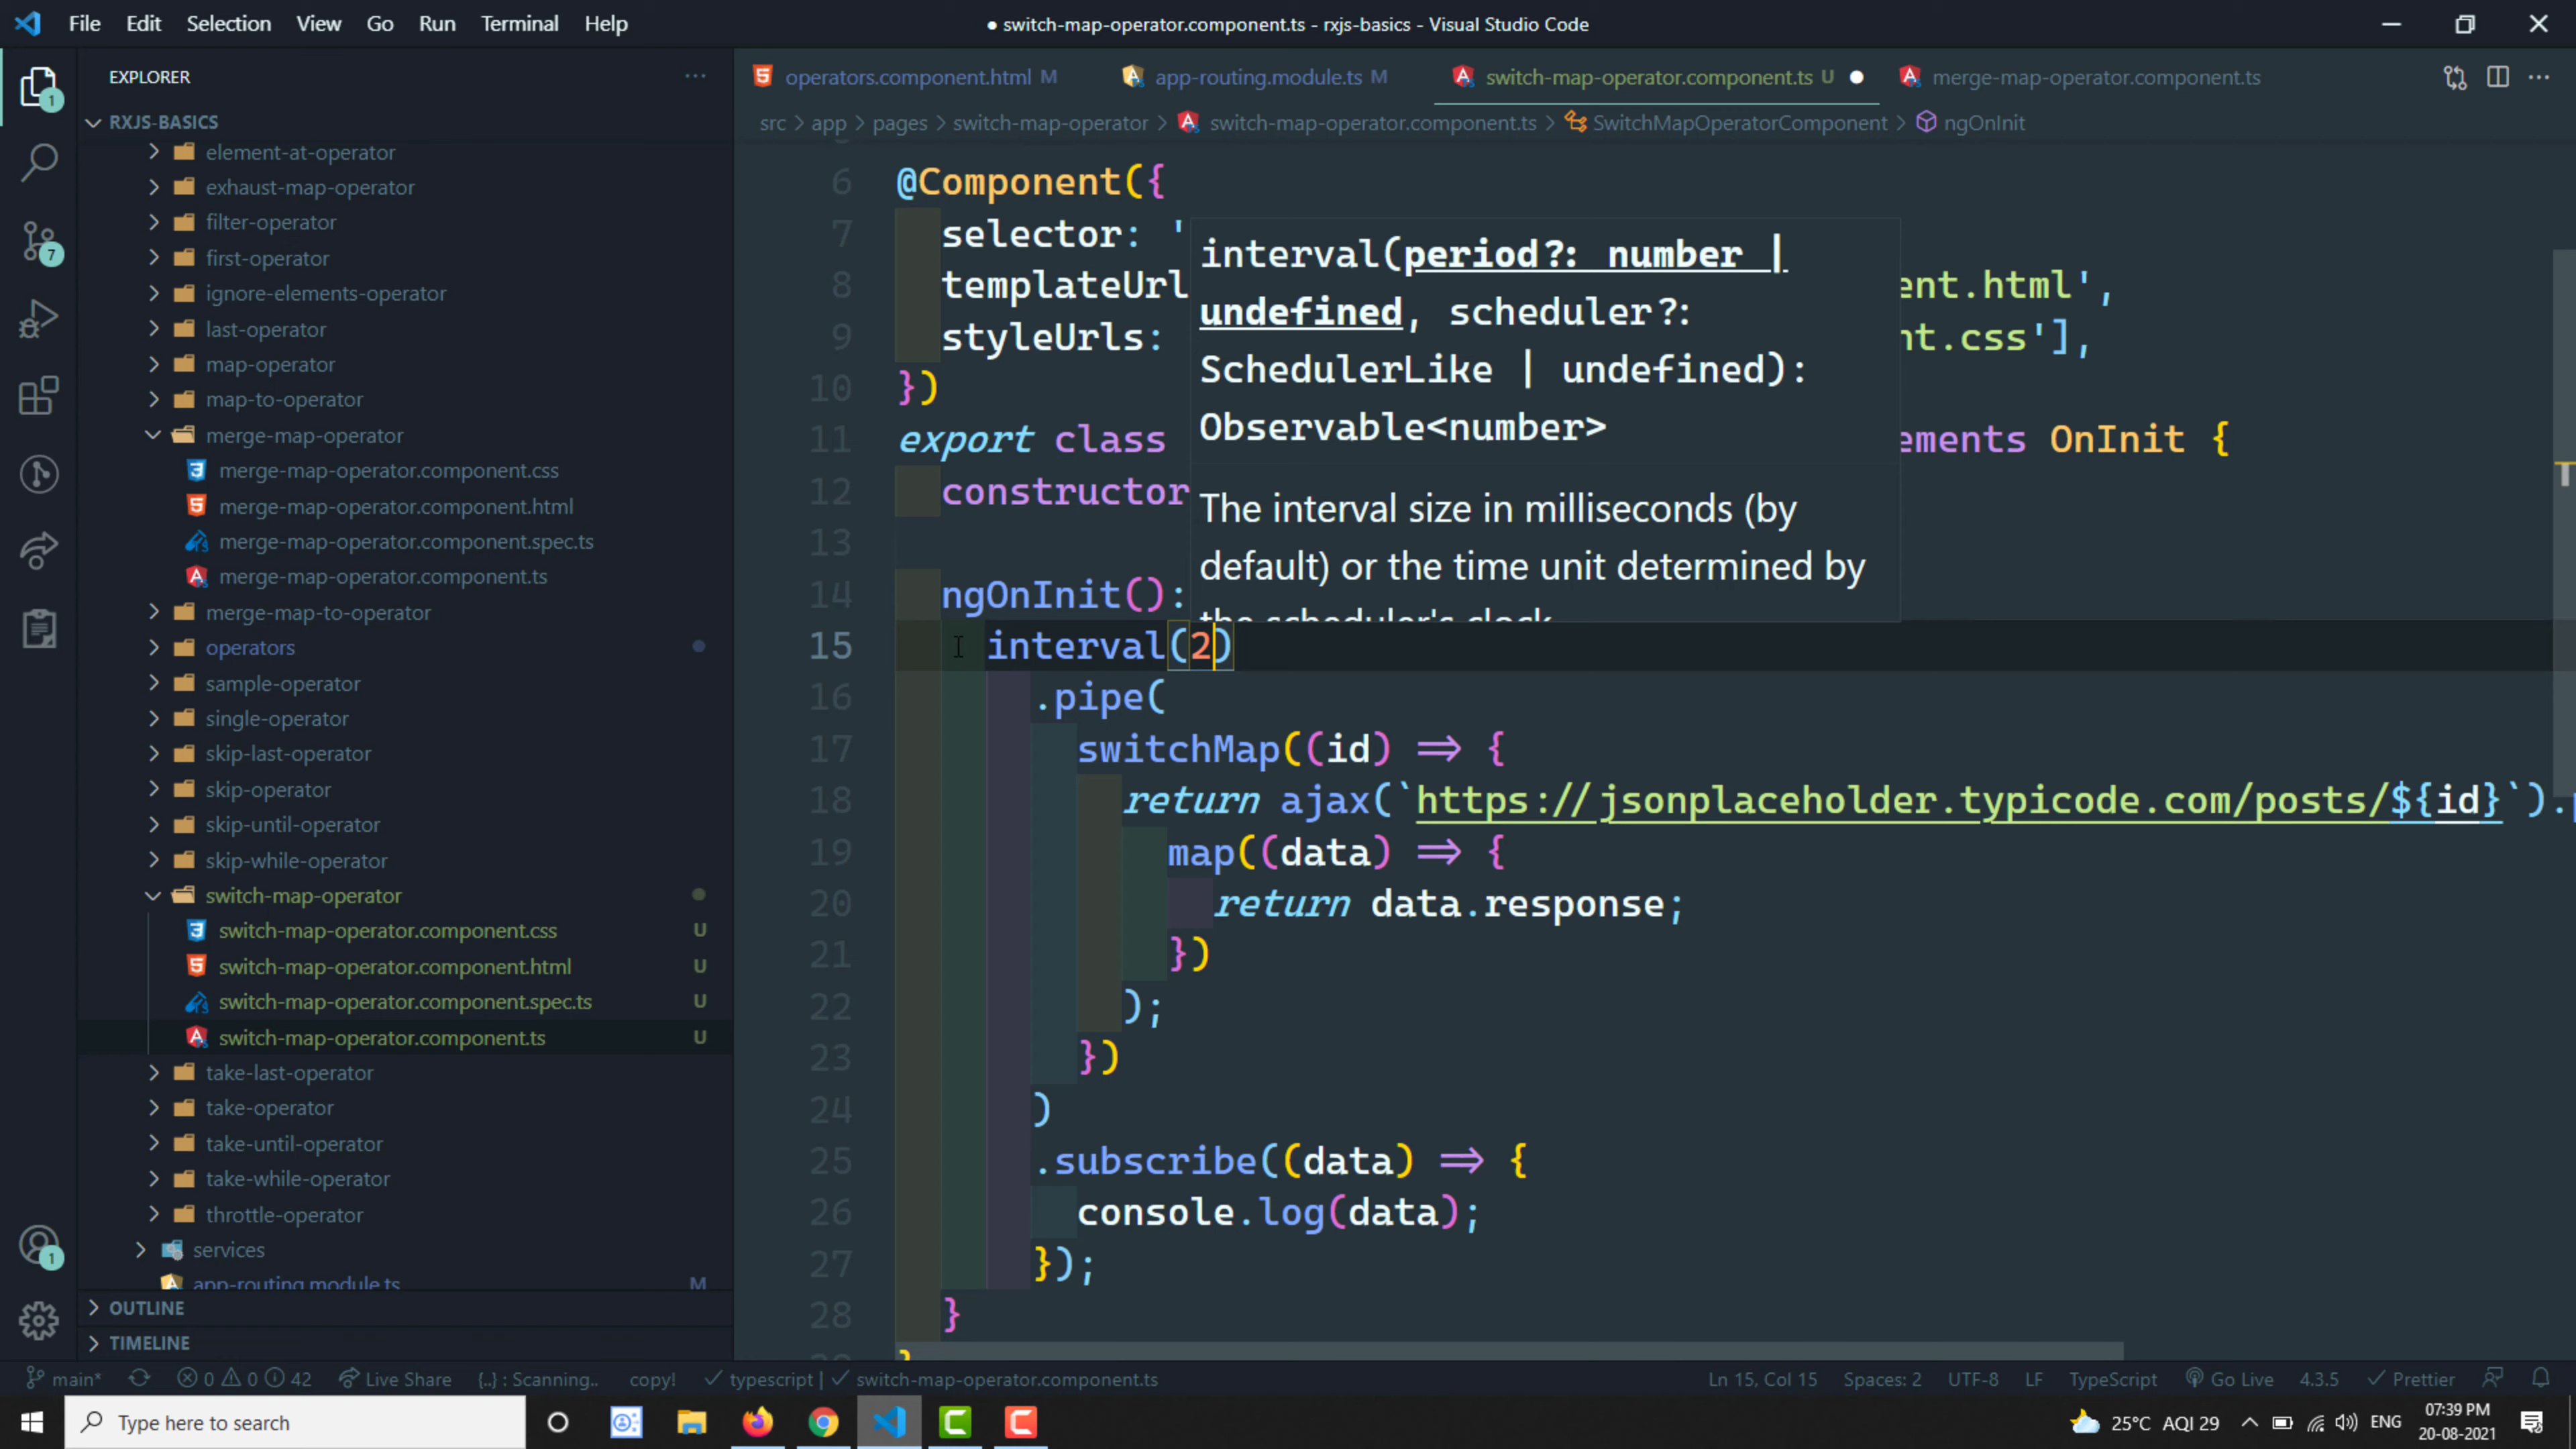 File Edit Selection View Go Run Terminal Help
● switch-map-operator.component.ts - rxjs-basics - Visual Studio Code
EXPLORER
RXJS-BASICS
element-at-operator
exhaust-map-operator
filter-operator
first-operator
ignore-elements-operator
last-operator
map-operator
map-to-operator
merge-map-operator
merge-map-operator.component.css
merge-map-operator.component.html
merge-map-operator.component.spec.ts
merge-map-operator.component.ts
merge-map-to-operator
operators
sample-operator
single-operator
skip-last-operator
skip-operator
skip-until-operator
skip-while-operator
switch-map-operator
switch-map-operator.component.css U
switch-map-operator.component.html U
switch-map-operator.component.spec.ts U
switch-map-operator.component.ts U
take-last-operator
take-operator
take-until-operator
take-while-operator
throttle-operator
services
app-routing.module.ts M
OUTLINE
TIMELINE
1
7
1
operators.component.html M app-routing.module.ts M switch-map-operator.component.ts U ● merge-map-operator.component.ts
src > app > pages > switch-map-operator > switch-map-operator.component.ts > SwitchMapOperatorComponent > ngOnInit
6 @Component({
7 selector: '
8 templateUrl ent.html',
9 styleUrls: nt.css'],
10 })
11 export class ements OnInit {
12 constructor
13
14 ngOnInit():
15 interval(2)
16 .pipe(
17 switchMap((id) => {
18 return ajax(`https://jsonplaceholder.typicode.com/posts/${id}`).p
19 map((data) => {
20 return data.response;
21 })
22 );
23 })
24 )
25 .subscribe((data) => {
26 console.log(data);
27 });
28 }
interval(period?: number |
undefined, scheduler?:
SchedulerLike | undefined):
Observable<number>
The interval size in milliseconds (by
default) or the time unit determined by
the scheduler's clock
main* 0 0 42 Live Share {..} : Scanning.. copy! ✓ typescript | ✓ switch-map-operator.component.ts Ln 15, Col 15 Spaces: 2 UTF-8 LF TypeScript Go Live 4.3.5 ✓ Prettier
Type here to search
25°C AQI 29 ENG
07:39 PM
20-08-2021